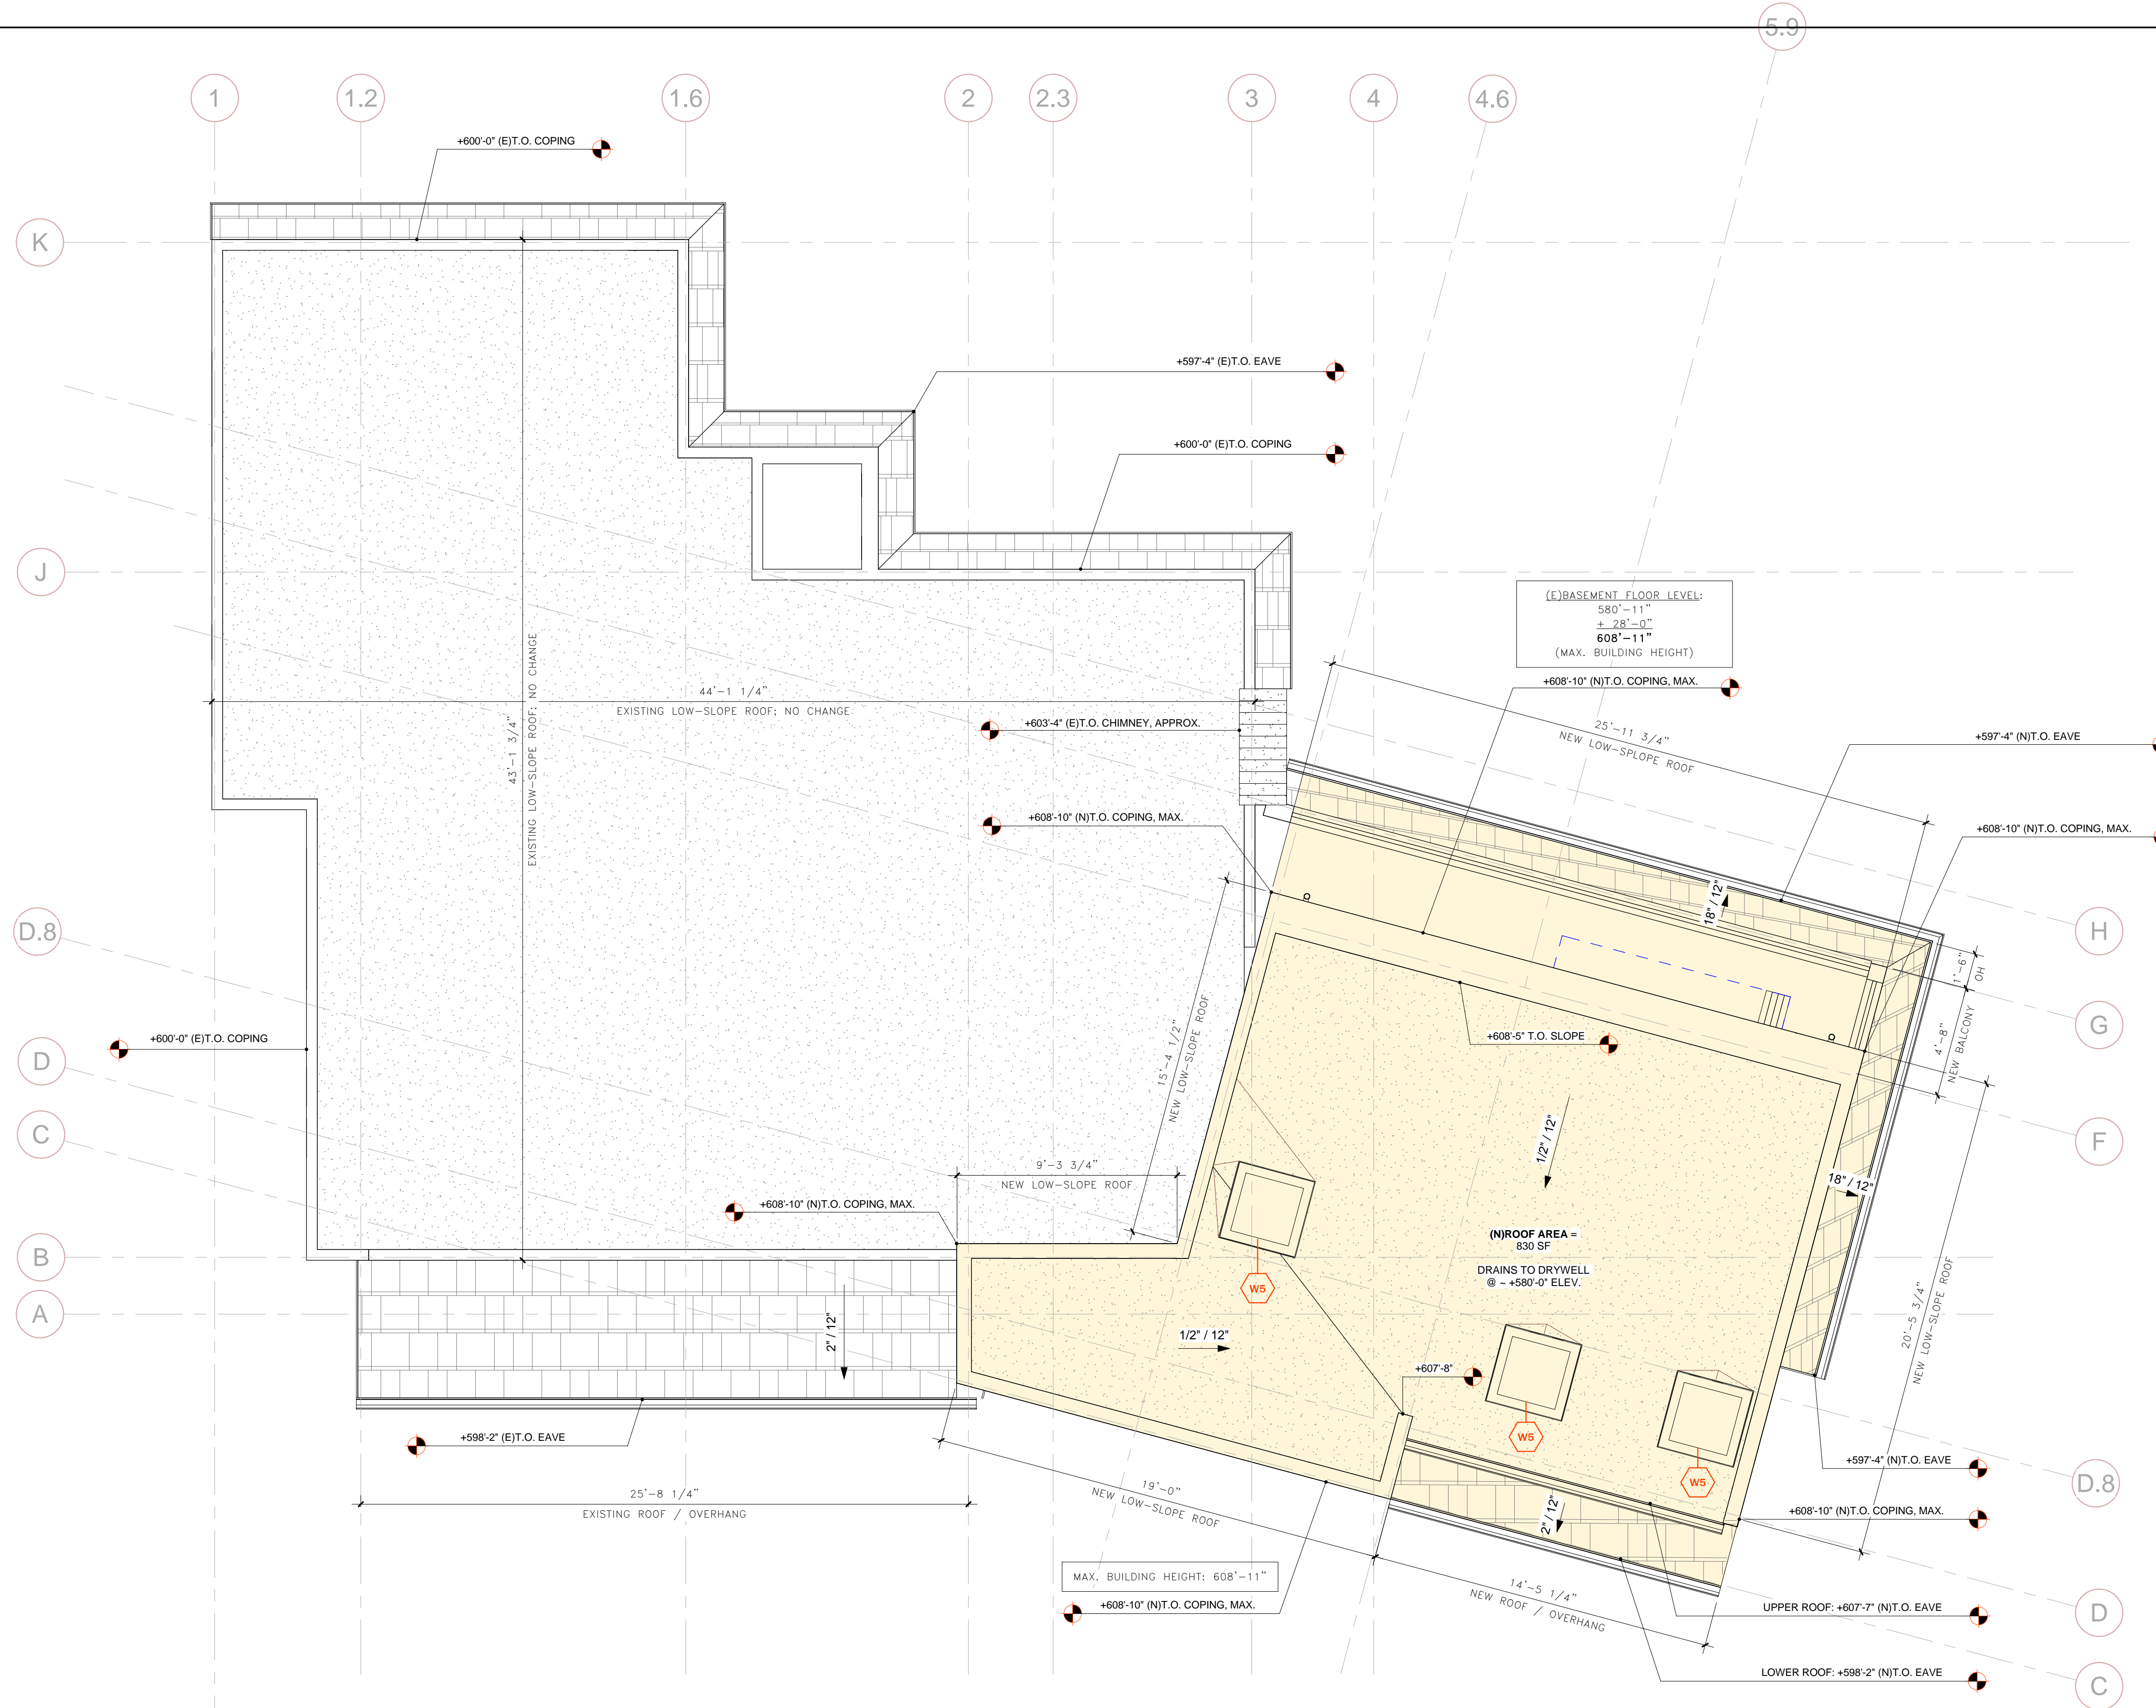 5.9
1
1.2
1.6
2
2.3
3
4
4.6
+600'-0" (E)T.O. COPING
K
+597'-4" (E)T.O. EAVE
+600'-0" (E)T.O. COPING
J
(E)BASEMENT FLOOR LEVEL:
580'-11"
+ 28'-0"
608'-11"
(MAX. BUILDING HEIGHT)
+608'-10" (N)T.O. COPING, MAX.
44'-1 1/4"
EXISTING LOW-SLOPE ROOF; NO CHANGE
43'-1 3/4"
EXISTING LOW-SLOPE ROOF; NO CHANGE
+603'-4" (E)T.O. CHIMNEY, APPROX.
25'-11 3/4"
NEW LOW-SPLOPE ROOF
+597'-4" (N)T.O. EAVE
+608'-10" (N)T.O. COPING, MAX.
+608'-10" (N)T.O. COPING, MAX.
18" / 12"
D.8
H
1'-6"
OH
G
4'-8"
NEW BALCONY
+600'-0" (E)T.O. COPING
+608'-5" T.O. SLOPE
15'-4 1/2"
NEW LOW-SLOPE ROOF
D
C
F
1/2" / 12"
9'-3 3/4"
NEW LOW-SLOPE ROOF
18" / 12"
+608'-10" (N)T.O. COPING, MAX.
(N)ROOF AREA =
830 SF
DRAINS TO DRYWELL
@ ~ +580'-0" ELEV.
B
W5
A
2" / 12"
1/2" / 12"
20'-5 3/4"
NEW LOW-SLOPE ROOF
+607'-8"
+598'-2" (E)T.O. EAVE
W5
W5
+597'-4" (N)T.O. EAVE
D.8
25'-8 1/4"
EXISTING ROOF / OVERHANG
19'-0"
NEW LOW-SLOPE ROOF
2" / 12"
+608'-10" (N)T.O. COPING, MAX.
MAX. BUILDING HEIGHT: 608'-11"
+608'-10" (N)T.O. COPING, MAX.
14'-5 1/4"
NEW ROOF / OVERHANG
UPPER ROOF: +607'-7" (N)T.O. EAVE
D
LOWER ROOF: +598'-2" (N)T.O. EAVE
C